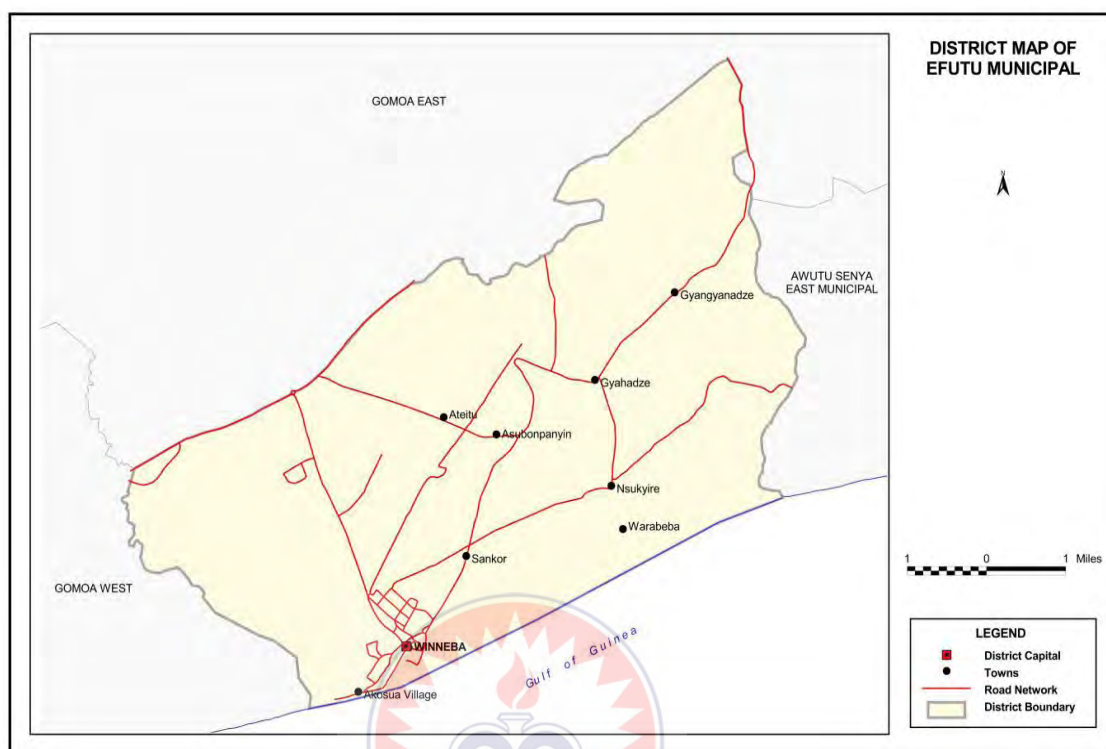 DISTRICT MAP OF
EFUTU MUNICIPAL
GOMOA EAST
N
AWUTU SENYA
EAST MUNICIPAL
Gyangyanadze
Gyahadze
Ateitu
Asubonpanyin
Nsukyire
Warabeba
Sankor
GOMOA WEST
WINNEBA
Akosua Village
Gulf of Guinea
1 0 1 Miles
LEGEND
District Capital
Towns
Road Network
District Boundary